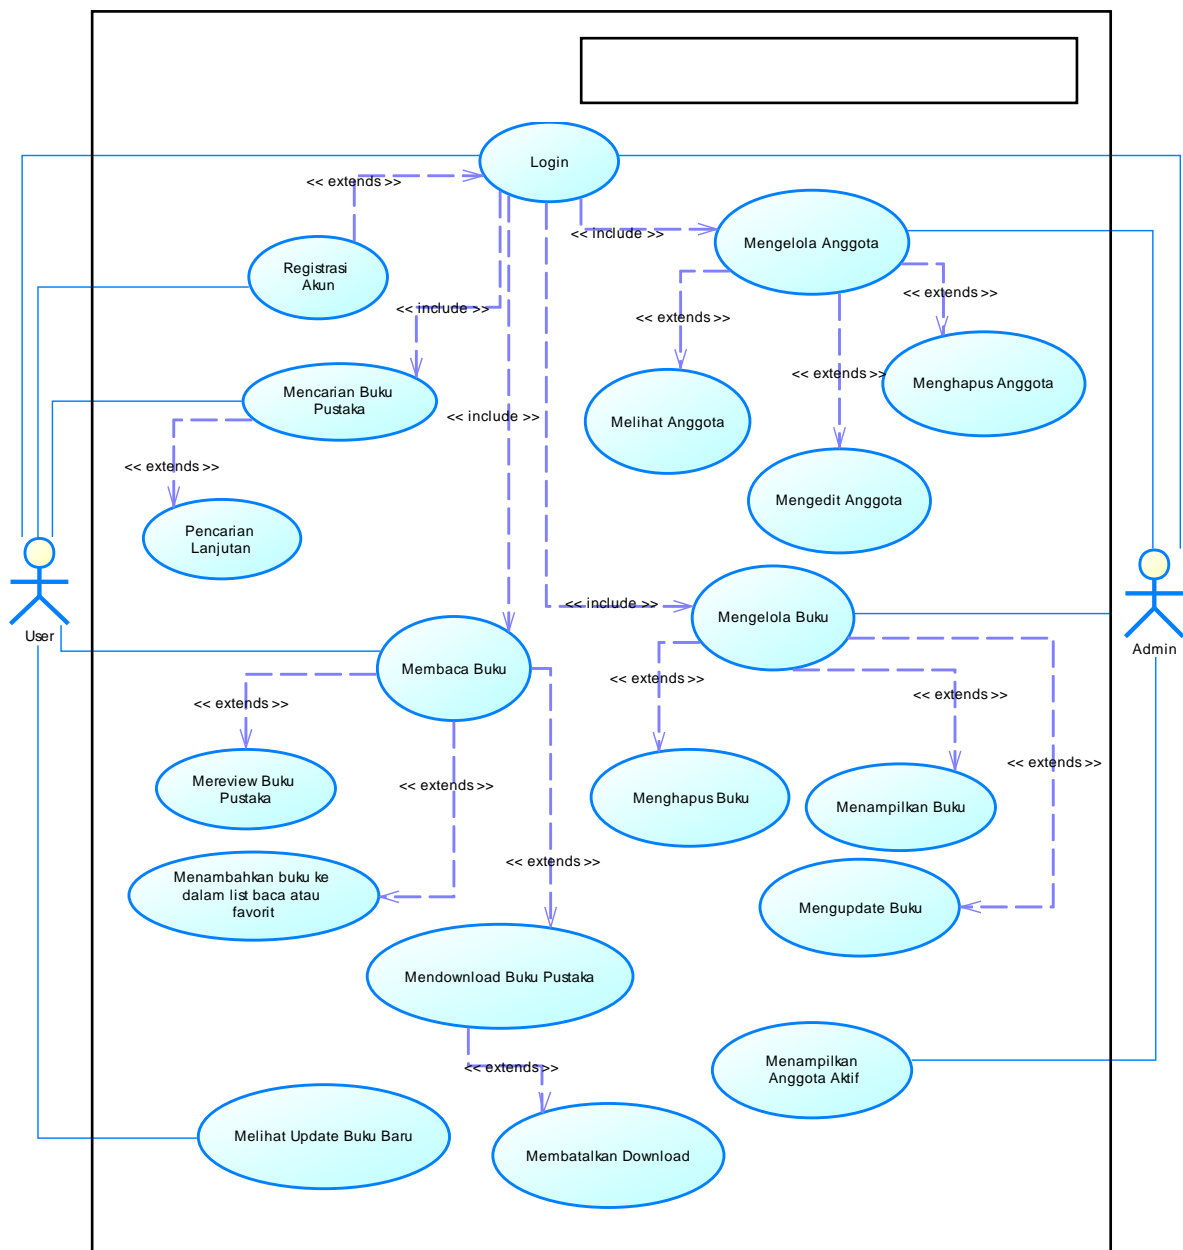 Login
<< extends >>
<< include >>
Mengelola Anggota
Registrasi
Akun
<< include >>
<< extends >>
<< extends >>
Mencarian Buku
Pustaka
<< include >>
<< extends >>
Menghapus Anggota
Melihat Anggota
<< extends >>
Mengedit Anggota
Pencarian
Lanjutan
User
<< include >>
Mengelola Buku
Admin
Membaca Buku
<< extends >>
<< extends >>
<< extends >>
<< extends >>
Mereview Buku
Pustaka
<< extends >>
Menghapus Buku
Menampilkan Buku
<< extends >>
Menambahkan buku ke
dalam list baca atau
favorit
Mengupdate Buku
Mendownload Buku Pustaka
<< extends >>
Menampilkan
Anggota Aktif
Melihat Update Buku Baru
Membatalkan Download